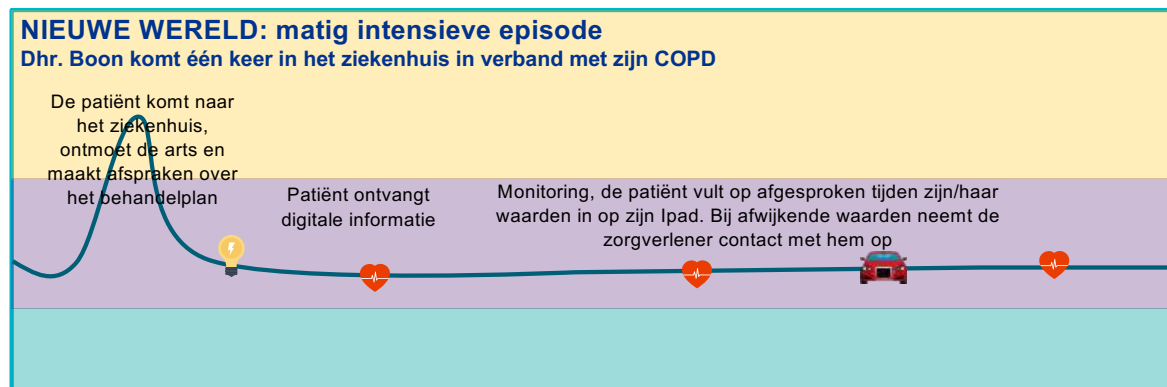 NIEUWE WERELD: matig intensieve episode
Dhr. Boon komt één keer in het ziekenhuis in verband met zijn COPD
De patiënt komt naar
het ziekenhuis,
ontmoet de arts en
maakt afspraken over
het behandelplan
Patiënt ontvangt
digitale informatie
Monitoring, de patiënt vult op afgesproken tijden zijn/haar
waarden in op zijn Ipad. Bij afwijkende waarden neemt de
zorgverlener contact met hem op